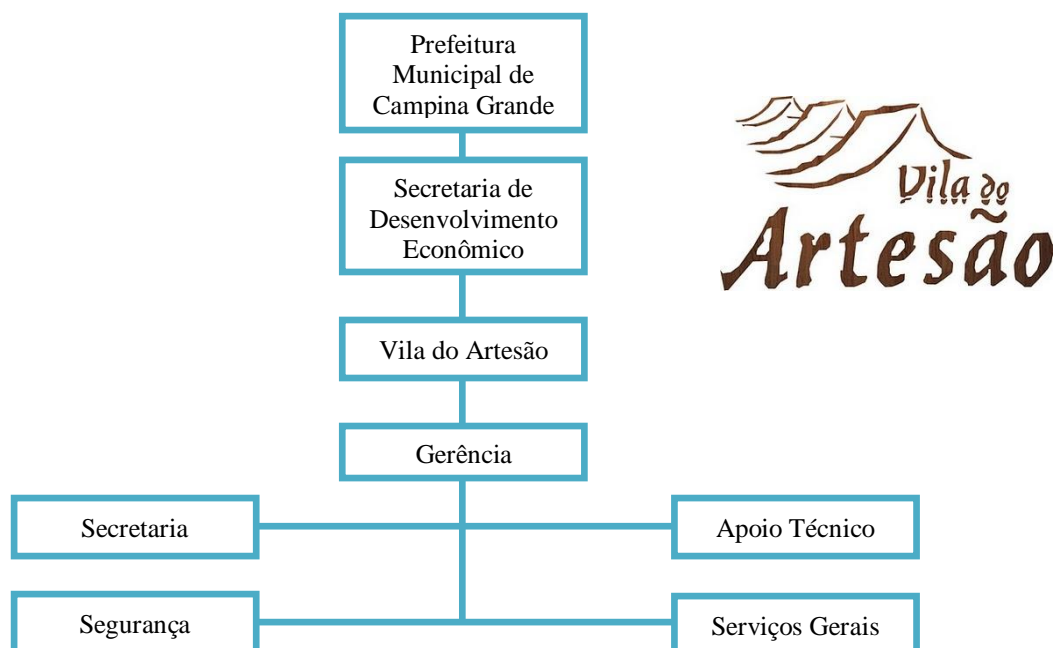 Prefeitura
Municipal de
Campina Grande
Vila do
Artesão
Secretaria de
Desenvolvimento
Econômico
Vila do Artesão
Gerência
Secretaria
Apoio Técnico
Segurança
Serviços Gerais